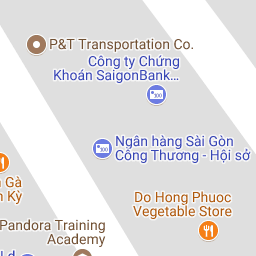 P&T Transportation Co.
Công ty Chứng
Khoán SaigonBank...
Ngân hàng Sài Gòn
Công Thương - Hội sở
Gà
Kỳ
Do Hong Phuoc
Vegetable Store
Pandora Training
Academy